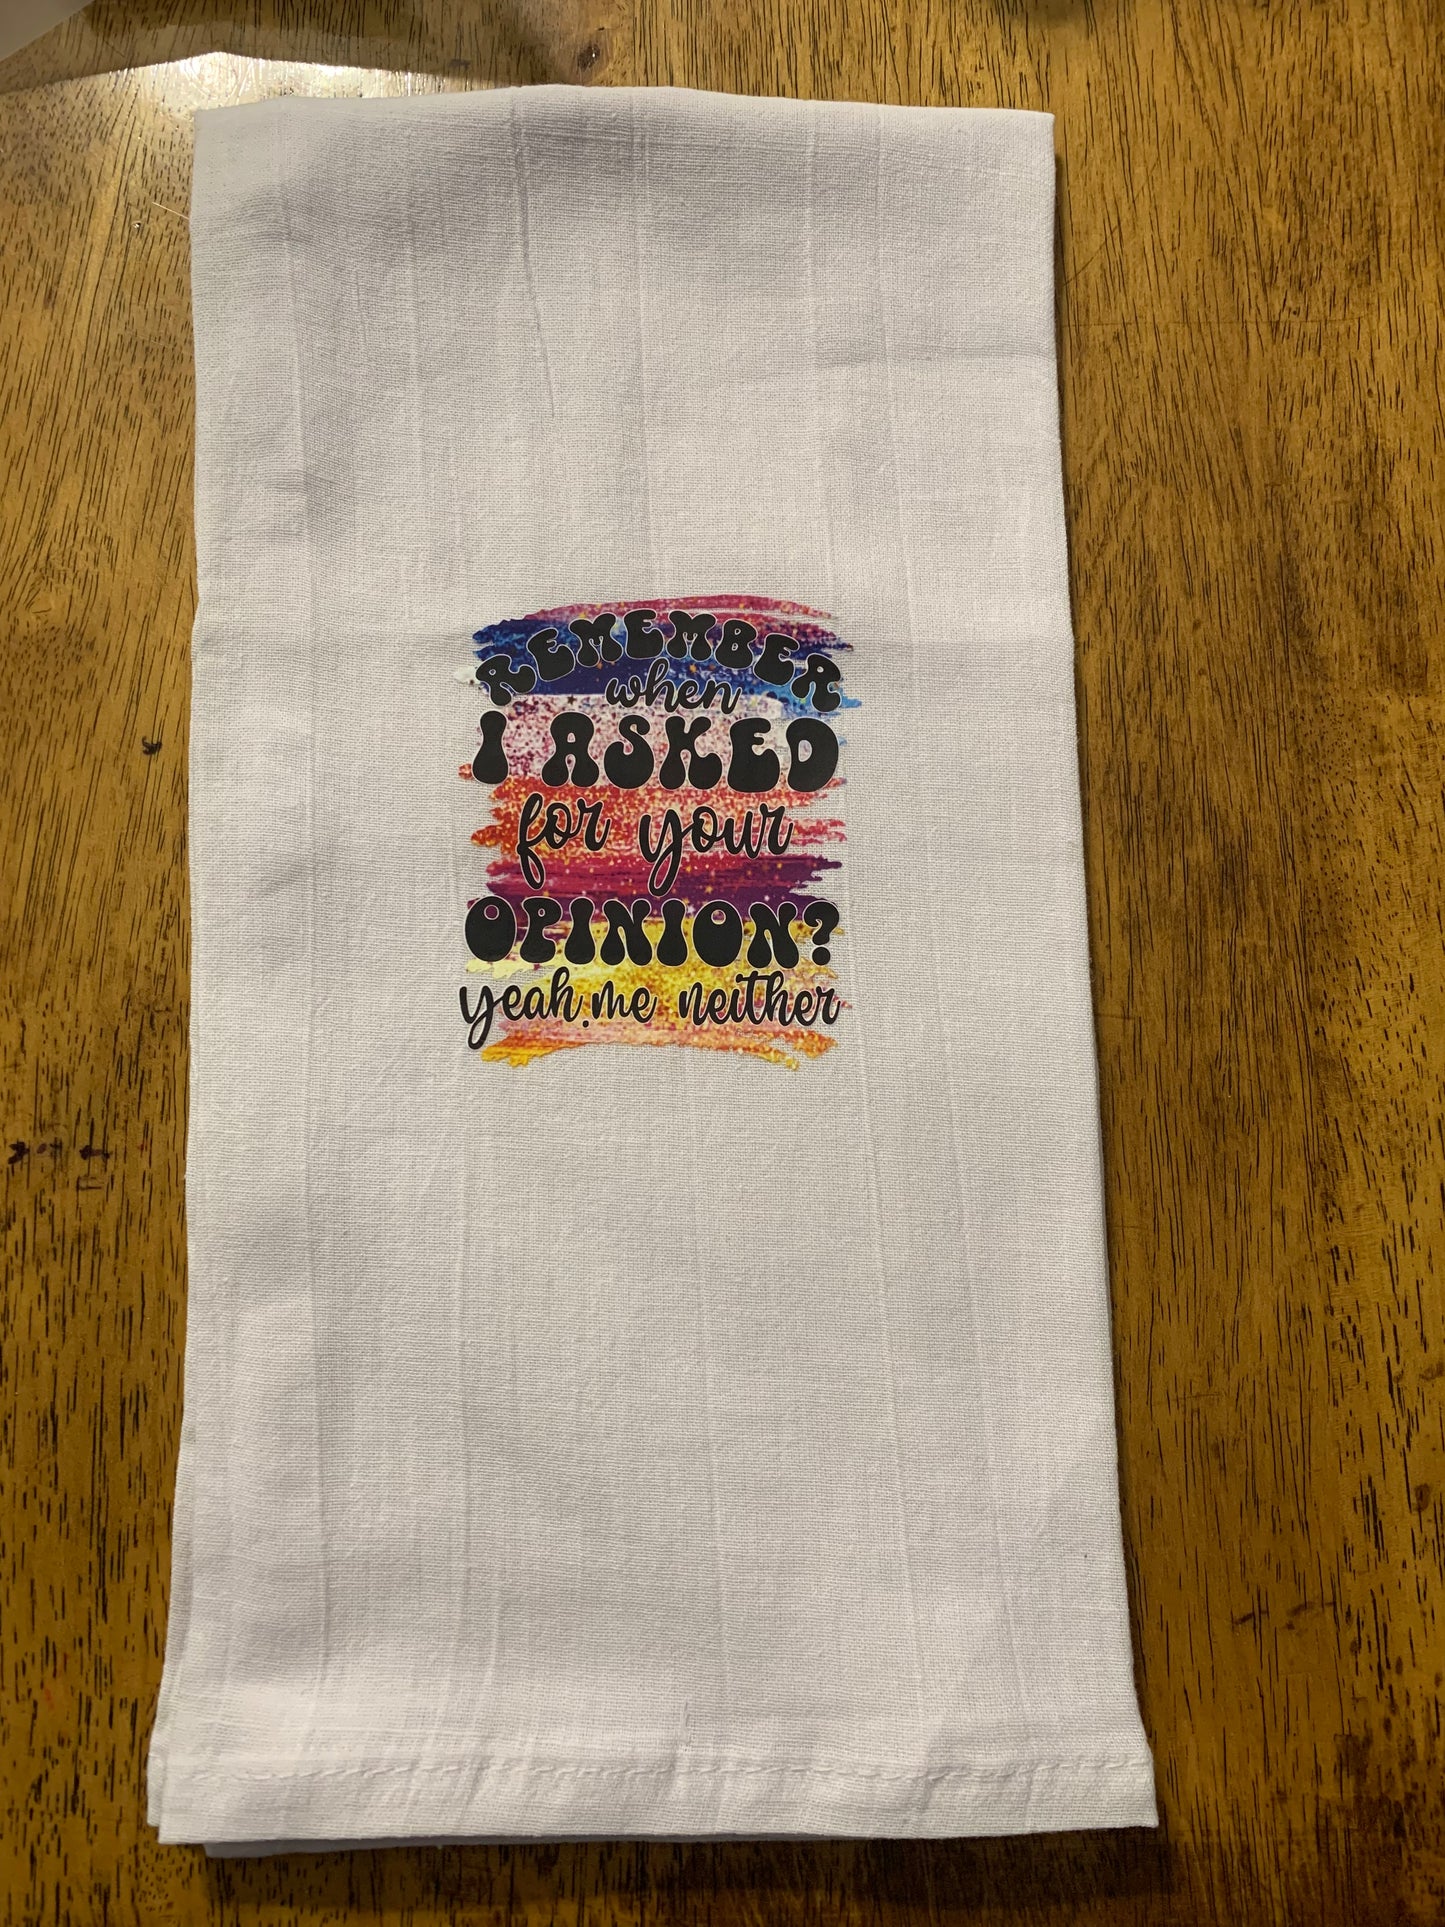 REMEMBER
when
I ASKED
for your
OPINION?
yeah, me neither